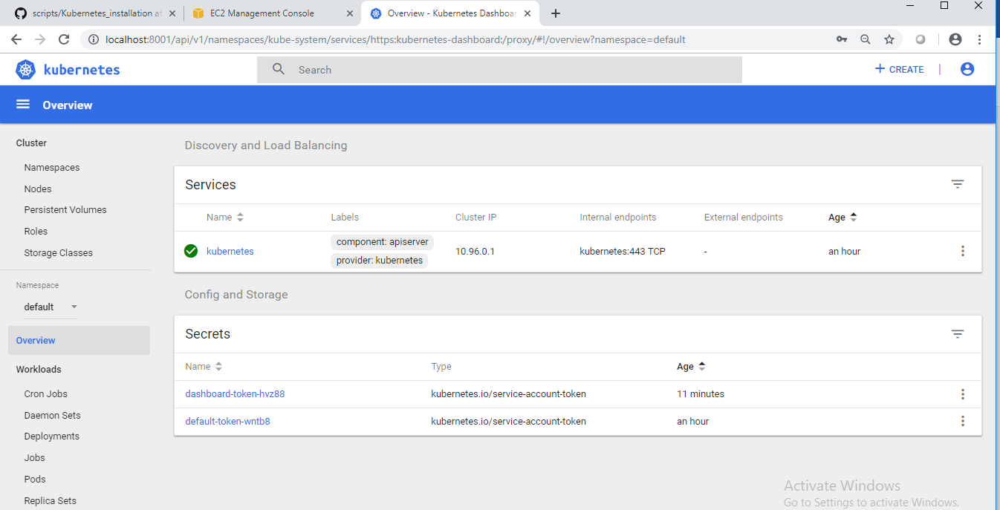 scripts/Kubernetes_installation at
EC2 Management Console
Overview - Kubernetes Dashboar
localhost:8001/api/v1/namespaces/kube-system/services/https:kubernetes-dashboard:/proxy/#!/overview?namespace=default
kubernetes
Search
+ CREATE
Overview
Cluster
Namespaces
Nodes
Persistent Volumes
Roles
Storage Classes
Namespace
default
Overview
Workloads
Cron Jobs
Daemon Sets
Deployments
Jobs
Pods
Replica Sets
Discovery and Load Balancing
Services
Name Labels Cluster IP Internal endpoints External endpoints Age
kubernetes component: apiserver provider: kubernetes 10.96.0.1 kubernetes:443 TCP - an hour
Config and Storage
Secrets
Name Type Age
dashboard-token-hvz88 kubernetes.io/service-account-token 11 minutes
default-token-wntb8 kubernetes.io/service-account-token an hour
Activate Windows
Go to Settings to activate Windows.